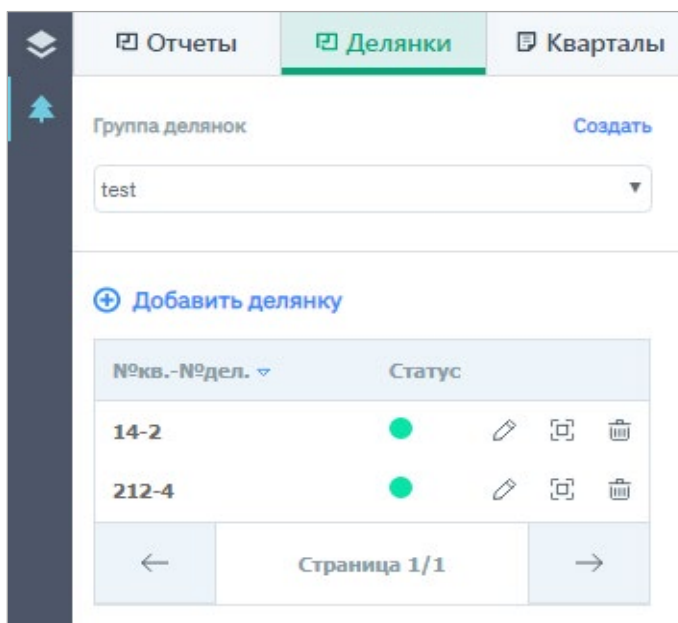 Отчеты Делянки Кварталы
Группа делянок Создать
test
Добавить делянку
№кв.-№дел. Статус
14-2
212-4
Страница 1/1